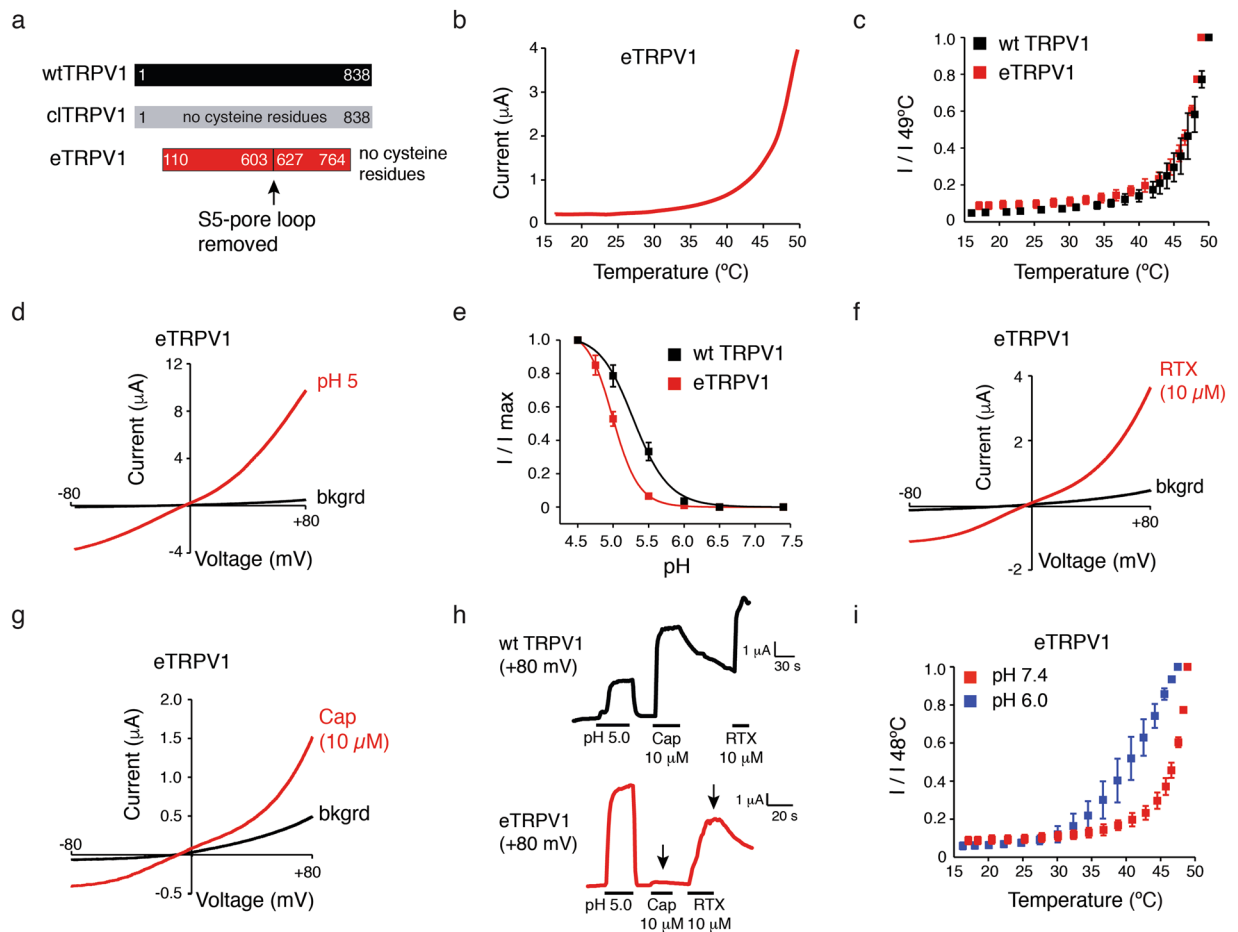 a
wtTRPV1
1
838
clTRPV1
1
no cysteine residues
838
eTRPV1
110
603
627
764
no cysteine
residues
S5-pore loop
removed
b
eTRPV1
Current (µA)
4
3
2
1
0
15 20 25 30 35 40 45 50
Temperature (ºC)
c
wt TRPV1
eTRPV1
I / I 49ºC
1.0
0.8
0.6
0.4
0.2
0
15 20 25 30 35 40 45 50
Temperature (ºC)
d
eTRPV1
Current (µA)
12
8
4
-4
pH 5
bkgrd
-80
+80
Voltage (mV)
e
wt TRPV1
eTRPV1
I / I max
1.0
0.8
0.6
0.4
0.2
0
4.5 5.0 5.5 6.0 6.5 7.0 7.5
pH
f
eTRPV1
Current (µA)
4
2
-2
RTX
(10 µM)
bkgrd
-80
+80
Voltage (mV)
g
eTRPV1
Current (µA)
2.0
1.5
1.0
0.5
-0.5
Cap
(10 µM)
bkgrd
-80
+80
Voltage (mV)
h
wt TRPV1
(+80 mV)
1 µA
30 s
pH 5.0
Cap
10 µM
RTX
10 µM
eTRPV1
(+80 mV)
1 µA
20 s
pH 5.0
Cap
10 µM
RTX
10 µM
i
eTRPV1
pH 7.4
pH 6.0
I / I 48ºC
1.0
0.8
0.6
0.4
0.2
0
15 20 25 30 35 40 45 50
Temperature (ºC)